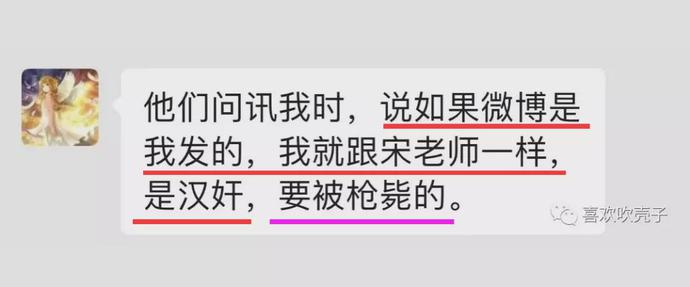 他们问讯我时，说如果微博是
我发的，我就跟宋老师一样，
是汉奸，要被枪毙的。
喜欢吹壳子